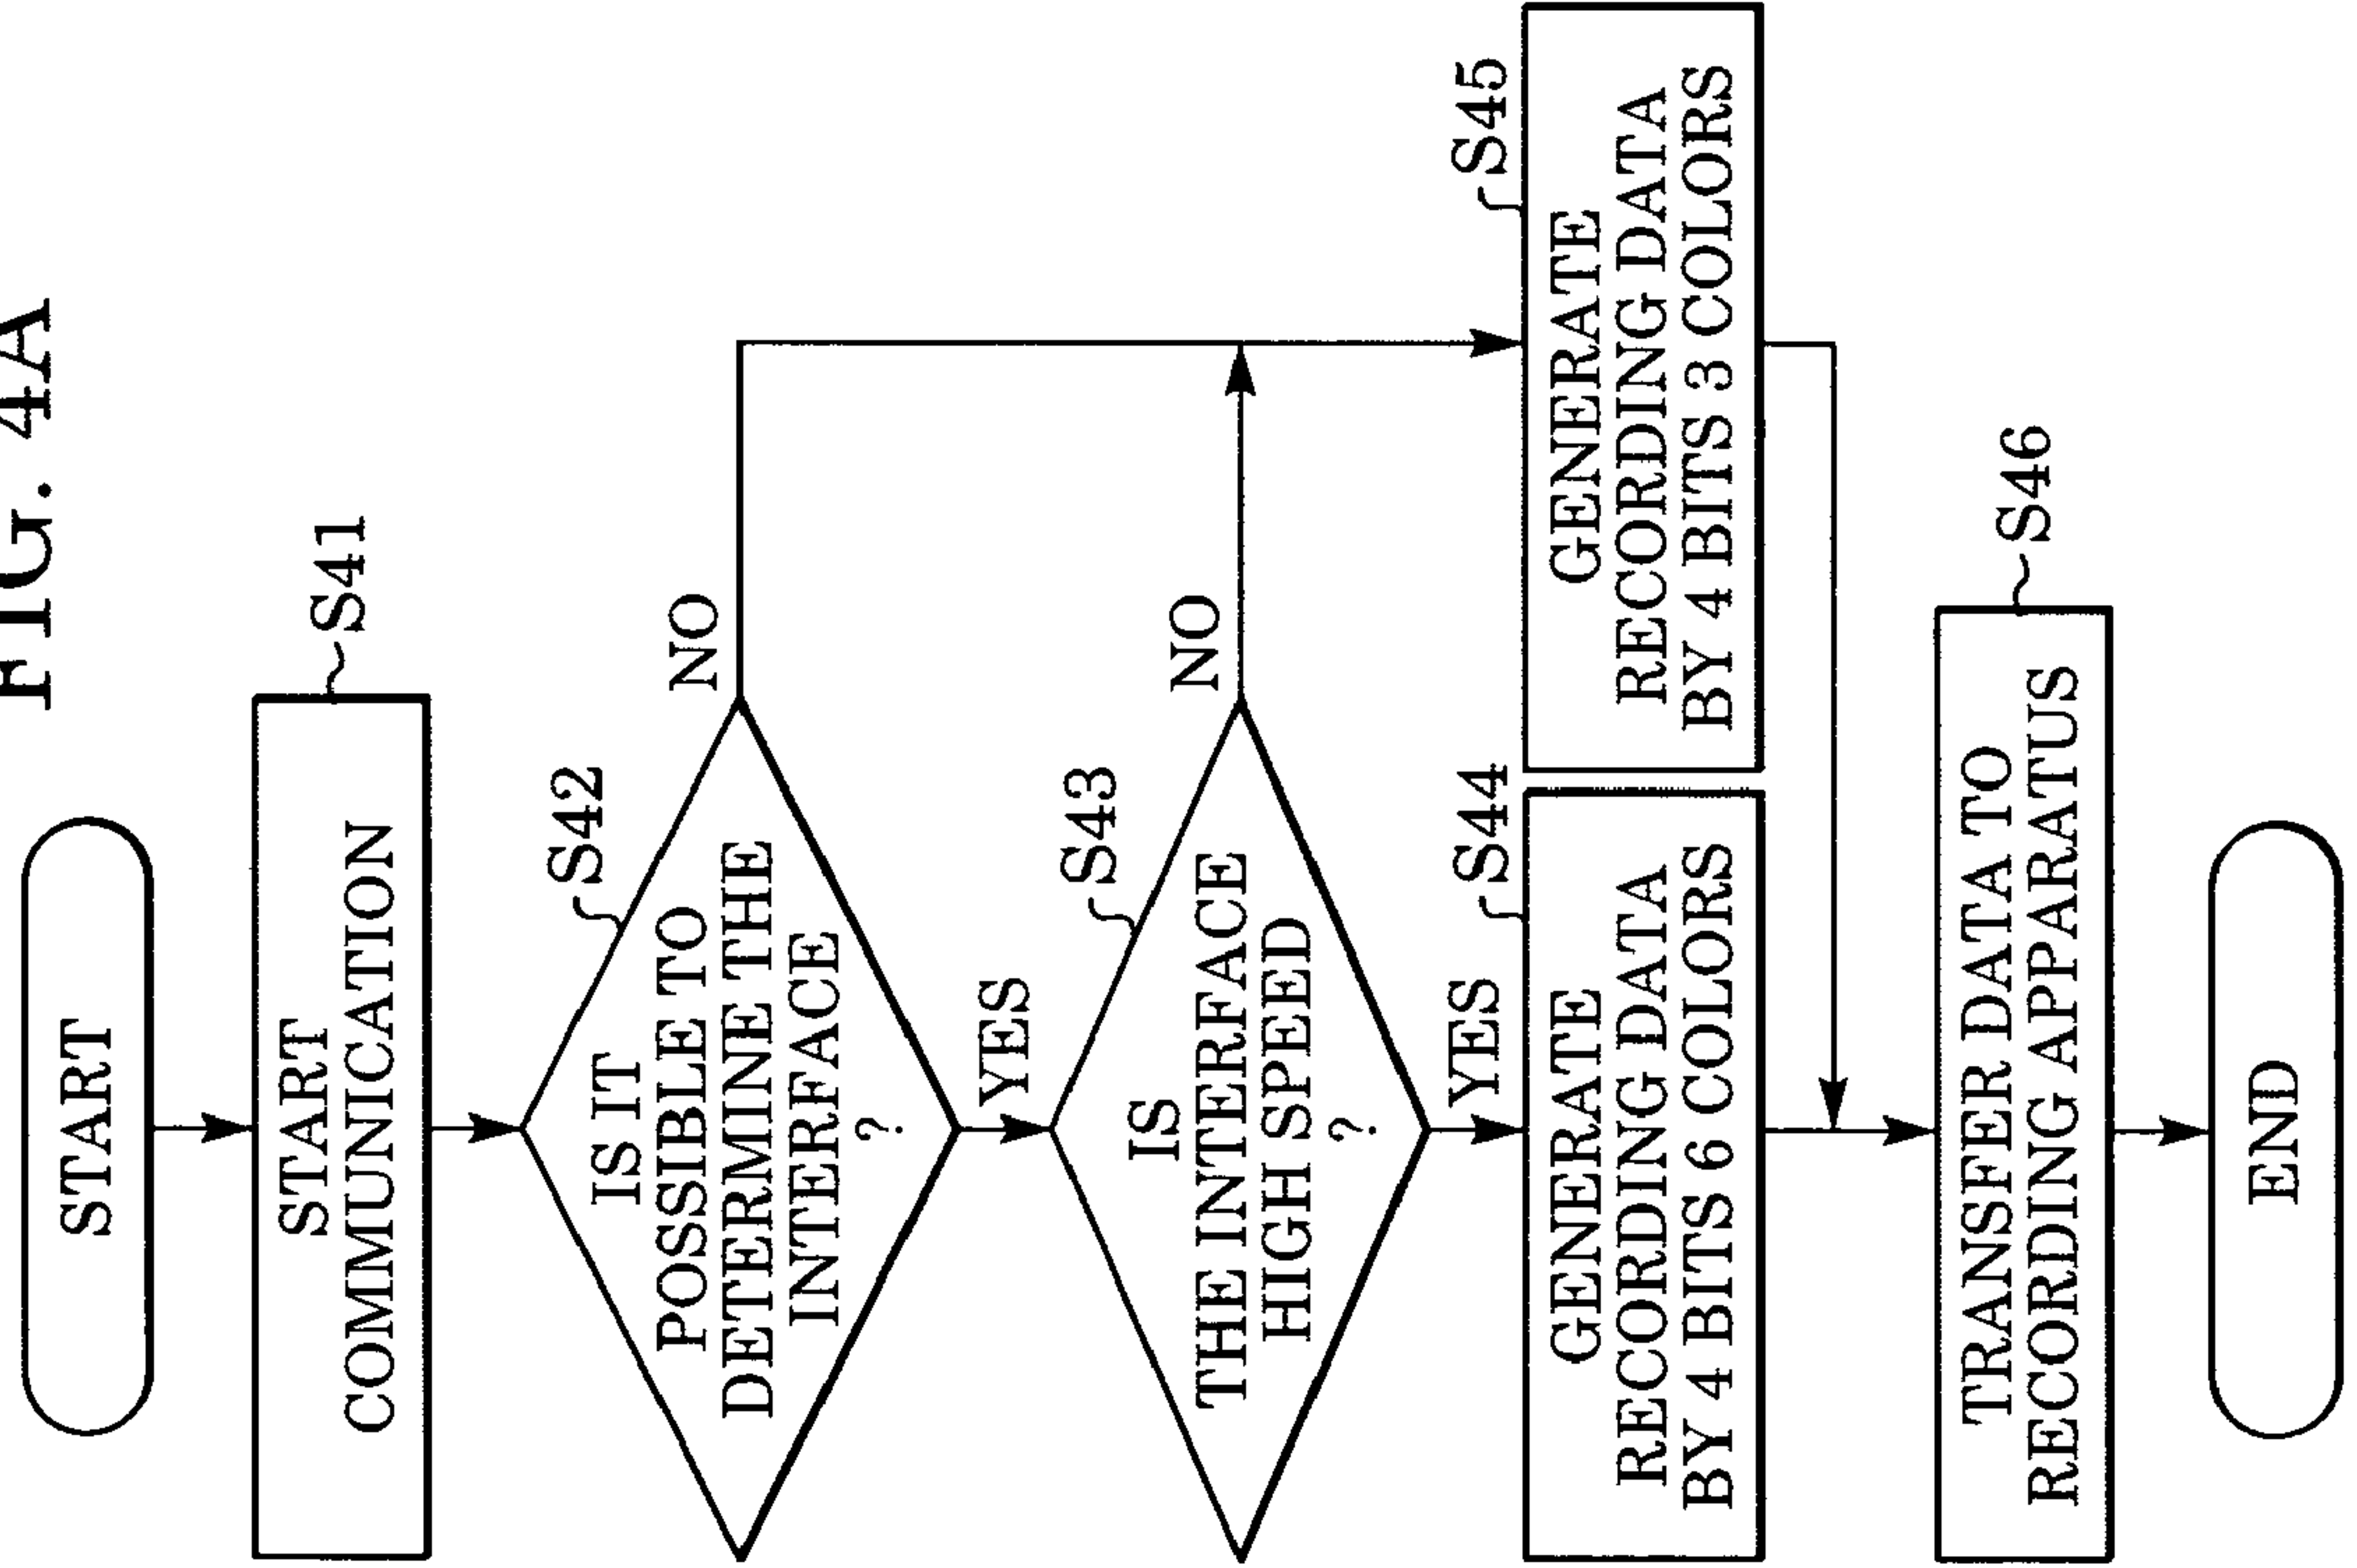 FIG. 4A
START
START
COMMUNICATION
S41
IS IT
POSSIBLE TO
DETERMINE THE
INTERFACE
?
S42
NO
YES
IS
THE INTERFACE
HIGH SPEED
?
S43
NO
YES
GENERATE
RECORDING DATA
BY 4 BITS 6 COLORS
S44
GENERATE
RECORDING DATA
BY 4 BITS 3 COLORS
S45
TRANSFER DATA TO
RECORDING APPARATUS
S46
END